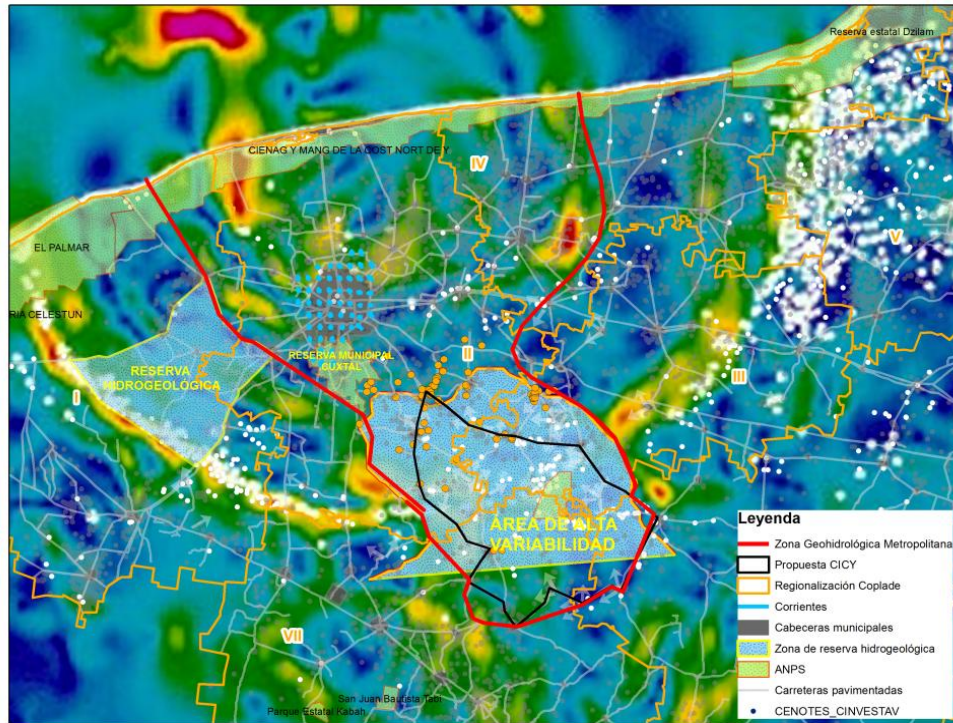 Reserva estatal Dzilam
CIENAG Y MANG DE LA COST NORT DE Y
IV
EL PALMAR
V
RIA CELESTUN
RESERVA MUNICIPAL
CUXTAL
II
RESERVA
HIDROGEOLÓGICA
III
I
ÁREA DE ALTA
VARIABILIDAD
VII
San Juan Bautista Tabi
Parque Estatal Kabah
Leyenda
Zona Geohidrológica Metropolitana
Propuesta CICY
Regionalización Coplade
Corrientes
Cabeceras municipales
Zona de reserva hidrogeológica
ANPS
Carreteras pavimentadas
CENOTES_CINVESTAV